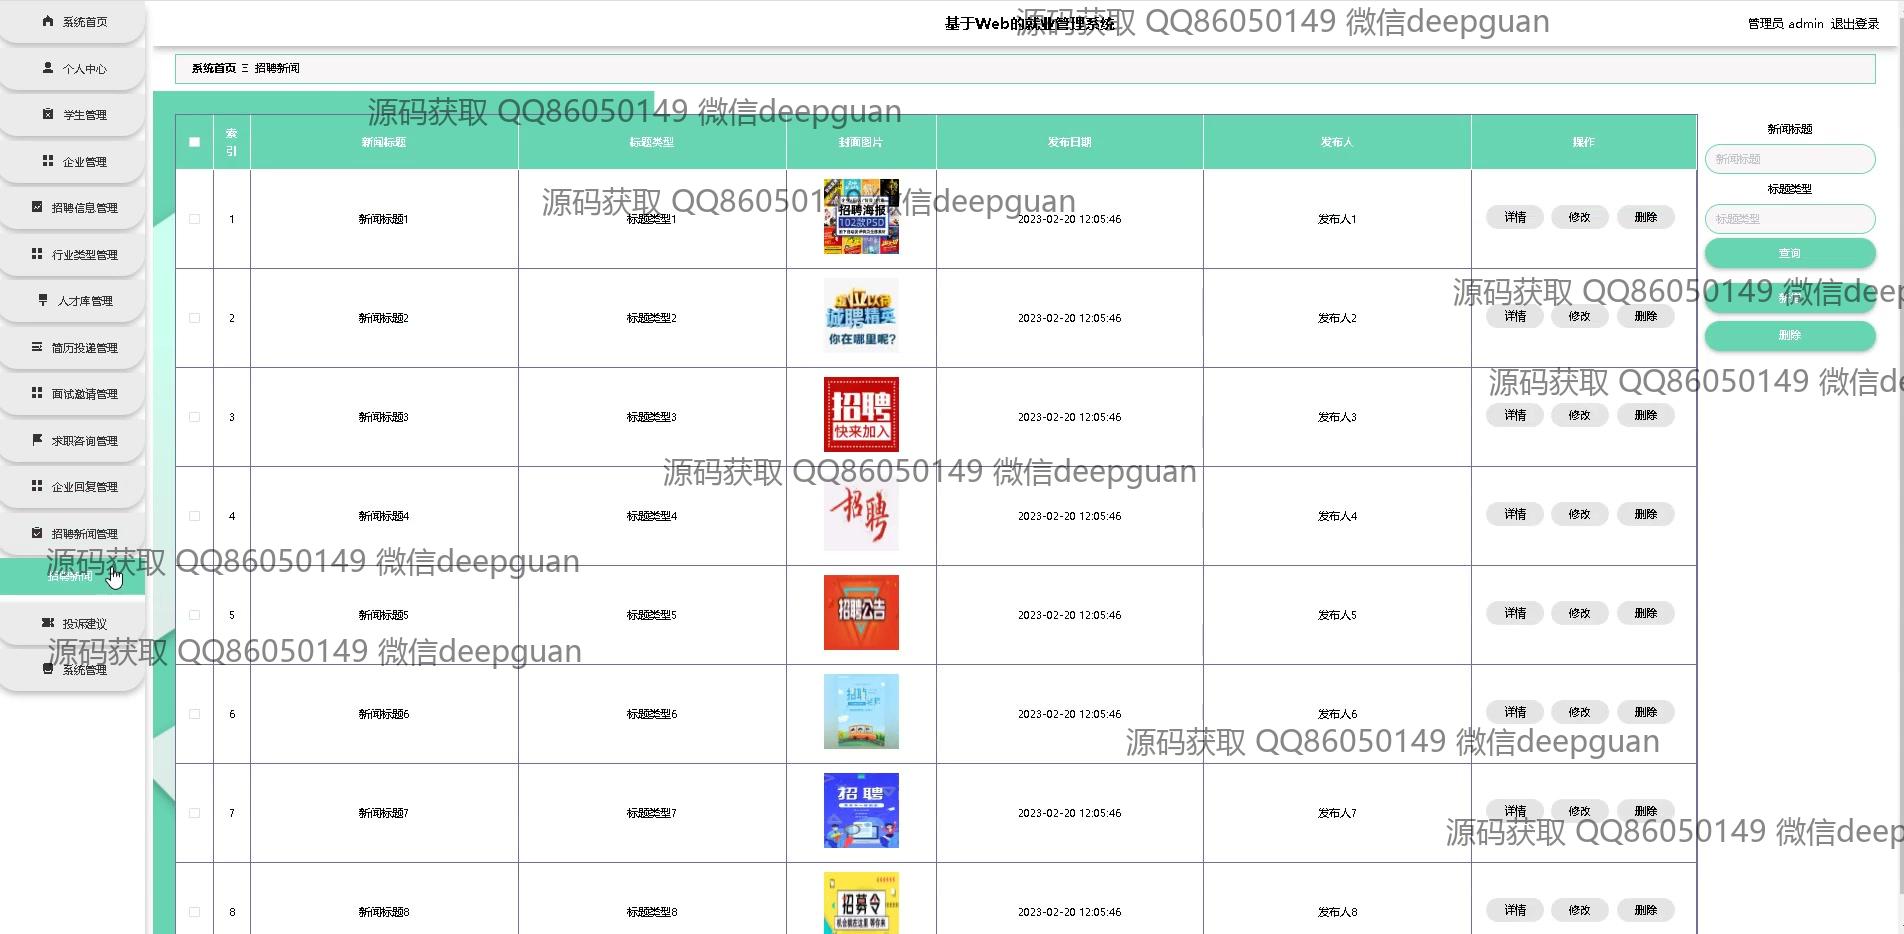 系统首页
个人中心
学生管理
企业管理
招聘信息管理
行业类型管理
人才库管理
简历投递管理
面试邀请管理
求职咨询管理
企业回复管理
招聘新闻管理
招聘新闻
投诉建议
系统管理
基于Web的就业管理系统
管理员 admin 退出登录
系统首页 Ξ 招聘新闻
索引 新闻标题 标题类型 封面图片 发布日期 发布人 操作
1 新闻标题1 标题类型1 2023-02-20 12:05:46 发布人1 详情 修改 删除
招聘海报
102款PSD
2 新闻标题2 标题类型2 2023-02-20 12:05:46 发布人2 详情 修改 删除
虚位以待
诚聘精英
你在哪里呢?
3 新闻标题3 标题类型3 2023-02-20 12:05:46 发布人3 详情 修改 删除
招聘
快来加入
4 新闻标题4 标题类型4 2023-02-20 12:05:46 发布人4 详情 修改 删除
招聘
5 新闻标题5 标题类型5 2023-02-20 12:05:46 发布人5 详情 修改 删除
招聘公告
6 新闻标题6 标题类型6 2023-02-20 12:05:46 发布人6 详情 修改 删除
招聘
7 新闻标题7 标题类型7 2023-02-20 12:05:46 发布人7 详情 修改 删除
招聘
8 新闻标题8 标题类型8 2023-02-20 12:05:46 发布人8 详情 修改 删除
招募令
机会就在这里 等你来
新闻标题
新闻标题
标题类型
标题类型
查询
新增
删除
源码获取 QQ86050149 微信deepguan
源码获取 QQ86050149 微信deepguan
源码获取 QQ86050149 微信deepguan
源码获取 QQ86050149 微信deep
源码获取 QQ86050149 微信de
源码获取 QQ86050149 微信deepguan
源码获取 QQ86050149 微信deepguan
源码获取 QQ86050149 微信deepguan
源码获取 QQ86050149 微信deepguan
源码获取 QQ86050149 微信deep